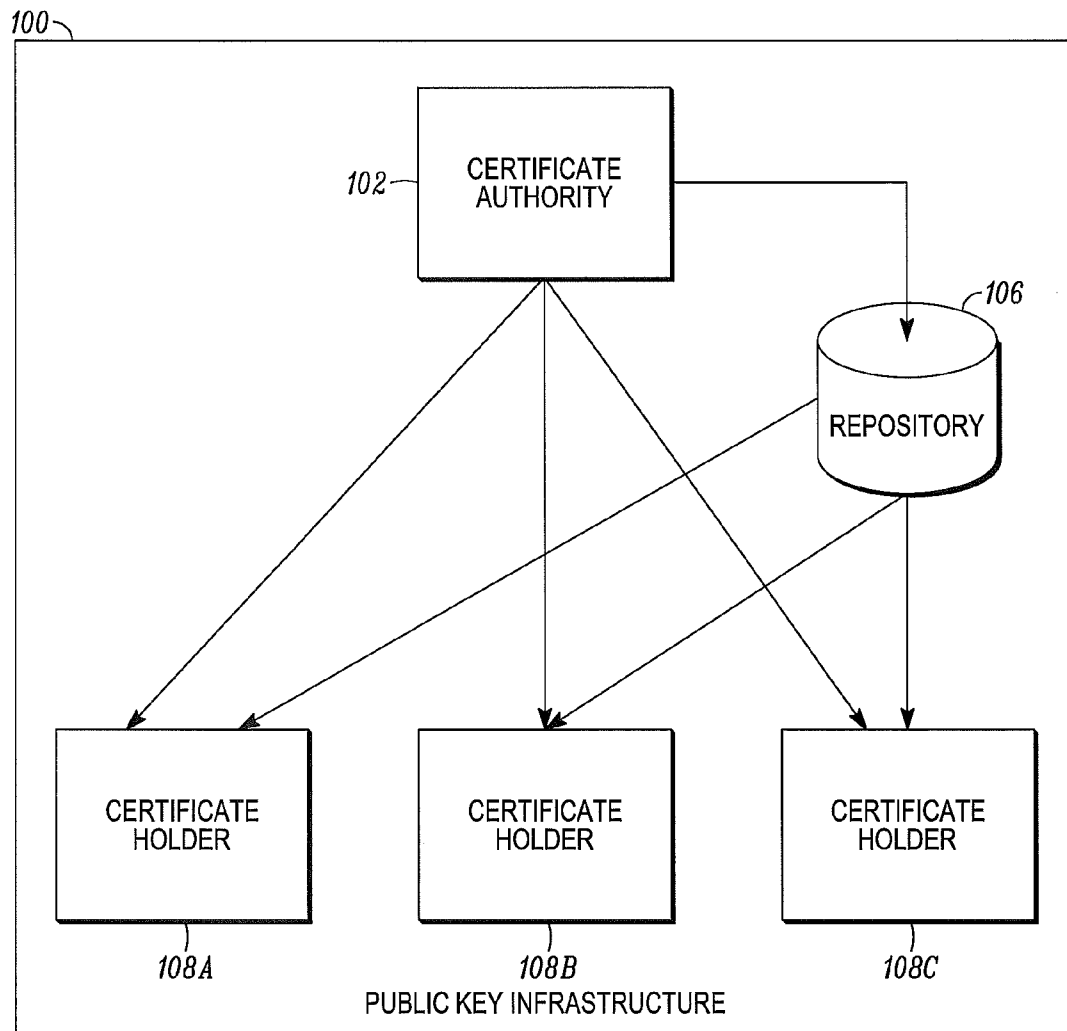 100
CERTIFICATE
AUTHORITY
102
106
REPOSITORY
CERTIFICATE
HOLDER
CERTIFICATE
HOLDER
CERTIFICATE
HOLDER
108A
108B
108C
PUBLIC KEY INFRASTRUCTURE